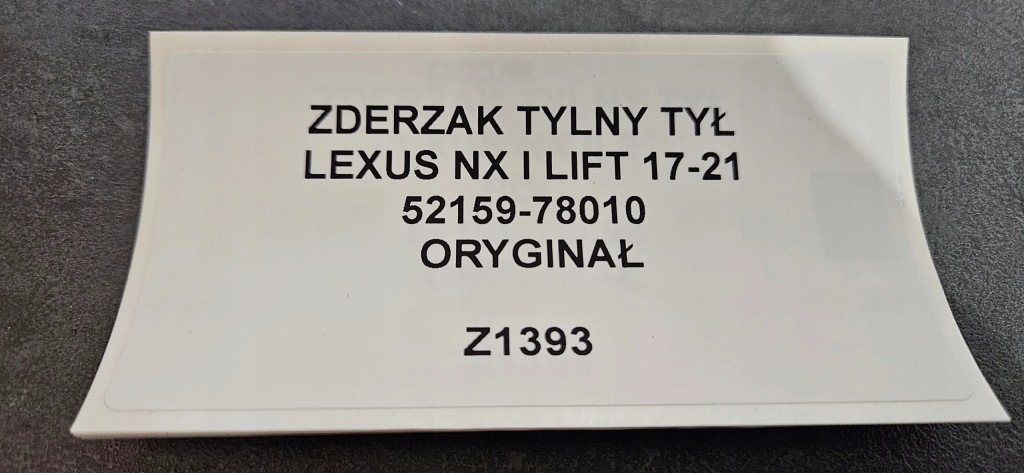 ZDERZAK TYLNY TYŁ
LEXUS NX I LIFT 17-21
52159-78010
ORYGINAŁ
Z1393